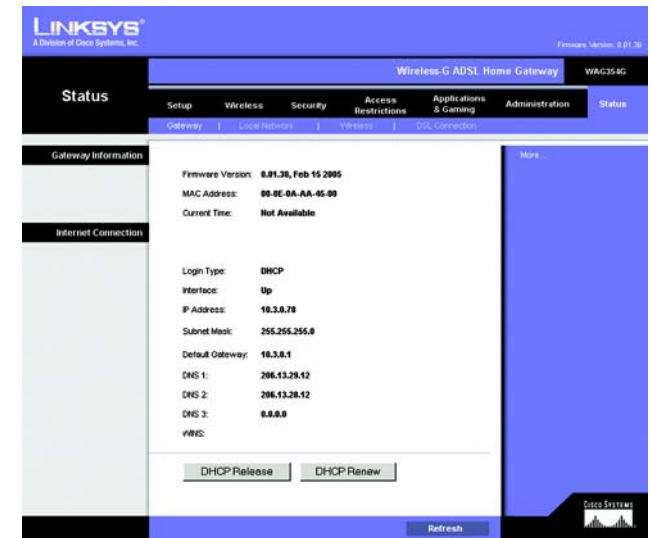 LINKSYS®
A Division of Cisco Systems, Inc.
Firmware Version: 0.01.38
Wireless-G ADSL Home Gateway
WAG354G
Status
Setup
Wireless
Security
Access Restrictions
Applications & Gaming
Administration
Status
Gateway | Local Network | Wireless | DSL Connection
Gateway Information
More...
Firmware Version: 0.01.38, Feb 15 2005
MAC Address: 00-0E-0A-AA-45-00
Current Time: Not Available
Internet Connection
Login Type: DHCP
Interface: Up
IP Address: 10.3.0.78
Subnet Mask: 255.255.255.0
Default Gateway: 10.3.0.1
DNS 1: 206.13.29.12
DNS 2: 206.13.28.12
DNS 3: 0.0.0.0
WINS:
DHCP Release
DHCP Renew
Refresh
CISCO SYSTEMS